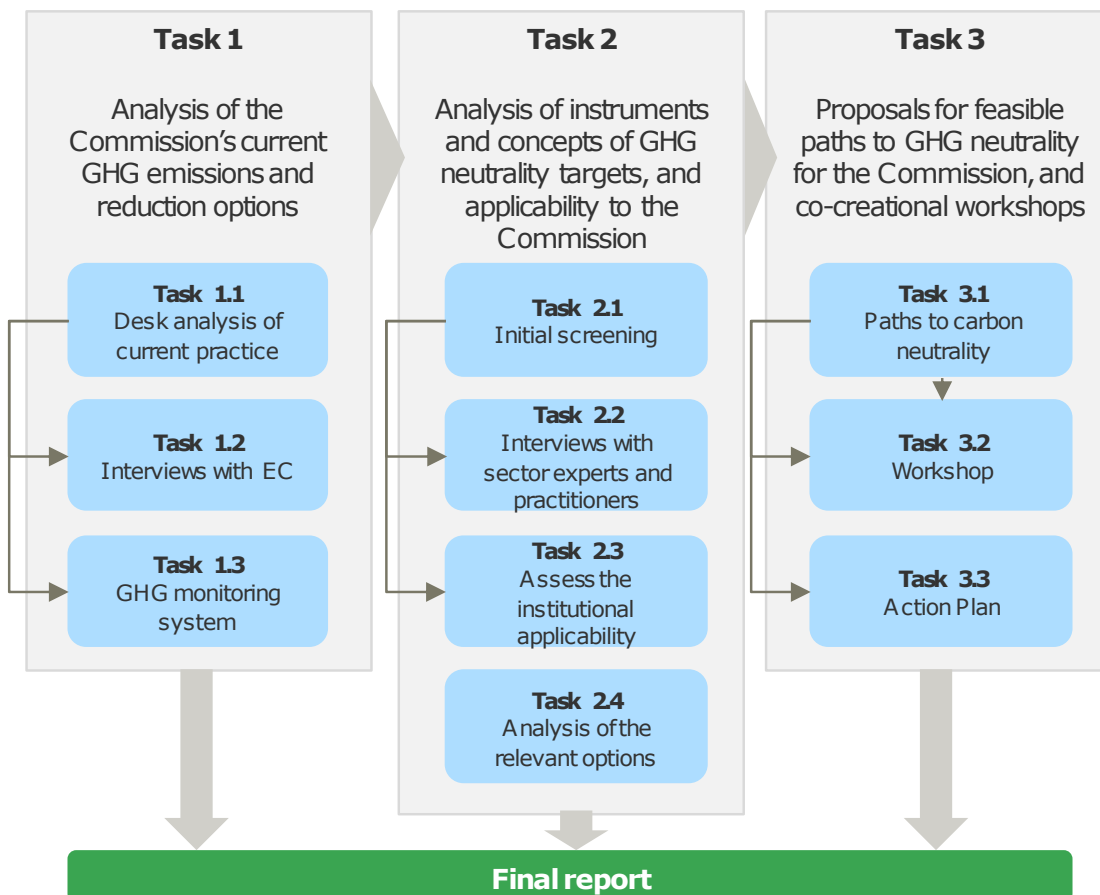 Task 1
Analysis of the
Commission's current
GHG emissions and
reduction options
Task 1.1
Desk analysis of
current practice
Task 1.2
Interviews with EC
Task 1.3
GHG monitoring
system
Task 2
Analysis of instruments
and concepts of GHG
neutrality targets, and
applicability to the
Commission
Task 2.1
Initial screening
Task 2.2
Interviews with
sector experts and
practitioners
Task 2.3
Assess the
institutional
applicability
Task 2.4
Analysis of the
relevant options
Task 3
Proposals for feasible
paths to GHG neutrality
for the Commission, and
co-creational workshops
Task 3.1
Paths to carbon
neutrality
Task 3.2
Workshop
Task 3.3
Action Plan
Final report